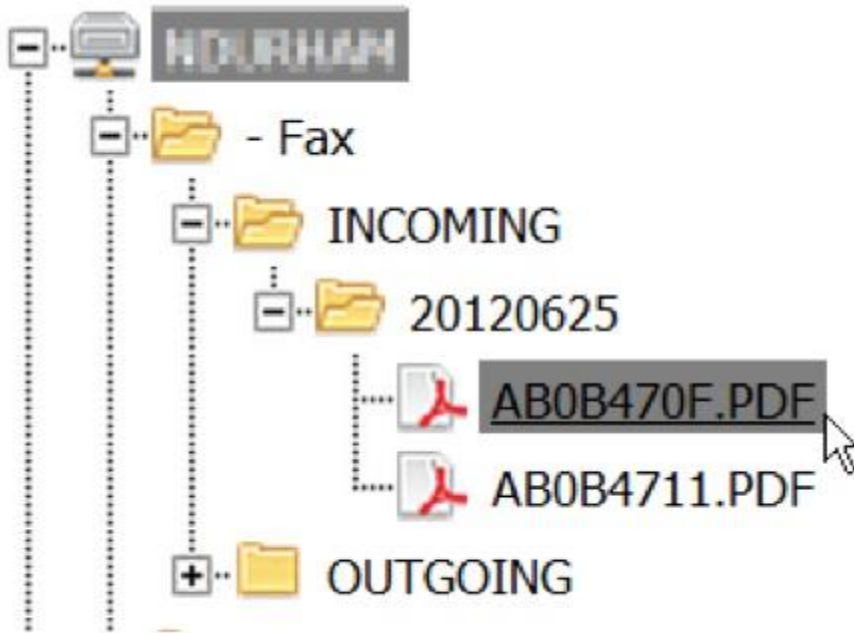 - Fax
INCOMING
20120625
AB0B470F.PDF
AB0B4711.PDF
OUTGOING